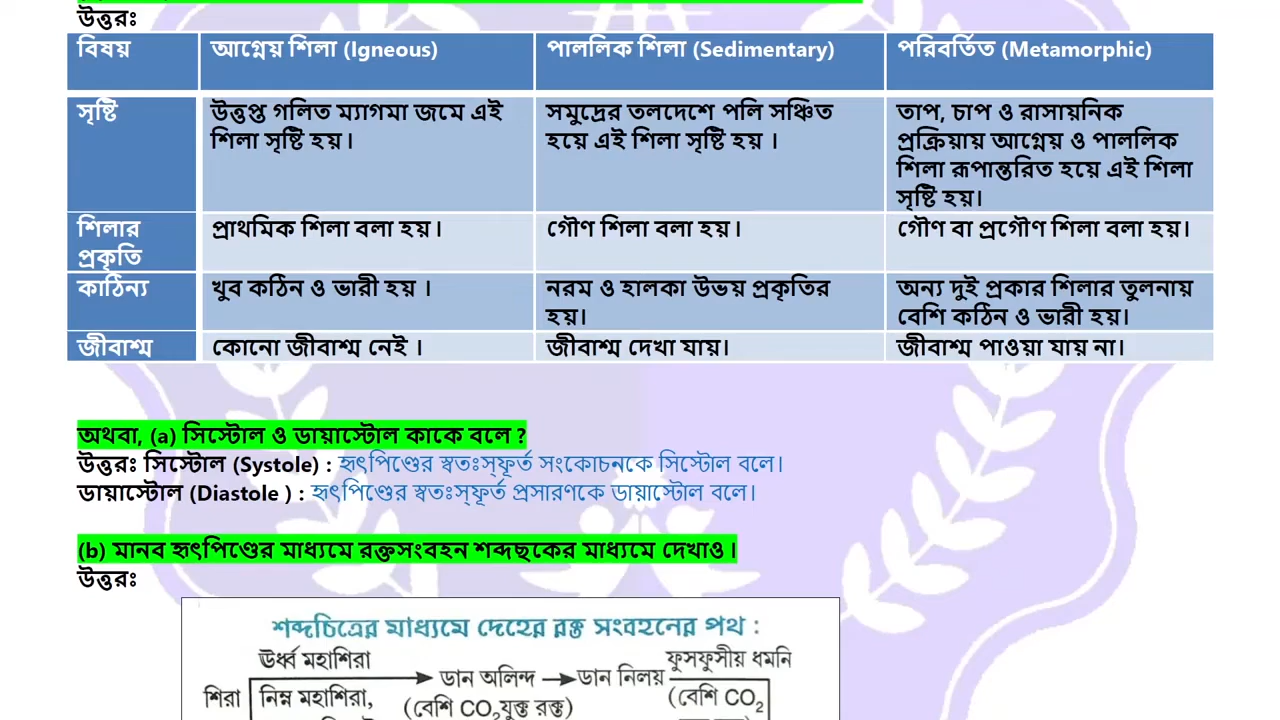 উত্তরঃ
বিষয় আগ্নেয় শিলা (Igneous) পাললিক শিলা (Sedimentary) পরিবর্তিত (Metamorphic)
সৃষ্টি উত্তপ্ত গলিত ম্যাগমা জমে এই সমুদ্রের তলদেশে পলি সঞ্চিত তাপ, চাপ ও রাসায়নিক
শিলা সৃষ্টি হয়। হয়ে এই শিলা সৃষ্টি হয় । প্রক্রিয়ায় আগ্নেয় ও পাললিক
শিলা রূপান্তরিত হয়ে এই শিলা
সৃষ্টি হয়।
শিলার প্রাথমিক শিলা বলা হয়। গৌণ শিলা বলা হয়। গৌণ বা প্রগৌণ শিলা বলা হয়।
প্রকৃতি
কাঠিন্য খুব কঠিন ও ভারী হয় । নরম ও হালকা উভয় প্রকৃতির অন্য দুই প্রকার শিলার তুলনায়
হয়। বেশি কঠিন ও ভারী হয়।
জীবাশ্ম কোনো জীবাশ্ম নেই । জীবাশ্ম দেখা যায়। জীবাশ্ম পাওয়া যায় না।
অথবা, (a) সিস্টোল ও ডায়াস্টোল কাকে বলে ?
উত্তরঃ সিস্টোল (Systole) : হৃৎপিণ্ডের স্বতঃস্ফূর্ত সংকোচনকে সিস্টোল বলে।
ডায়াস্টোল (Diastole ) : হৃৎপিণ্ডের স্বতঃস্ফূর্ত প্রসারণকে ডায়াস্টোল বলে।
(b) মানব হৃৎপিণ্ডের মাধ্যমে রক্তসংবহন শব্দছকের মাধ্যমে দেখাও।
উত্তরঃ
শব্দচিত্রের মাধ্যমে দেহের রক্ত সংবহনের পথ :
ঊর্ধ্ব মহাশিরা ফুসফুসীয় ধমনি
ডান অলিন্দ ডান নিলয়
শিরা নিম্ন মহাশিরা, (বেশি CO2যুক্ত রক্ত) (বেশি CO2